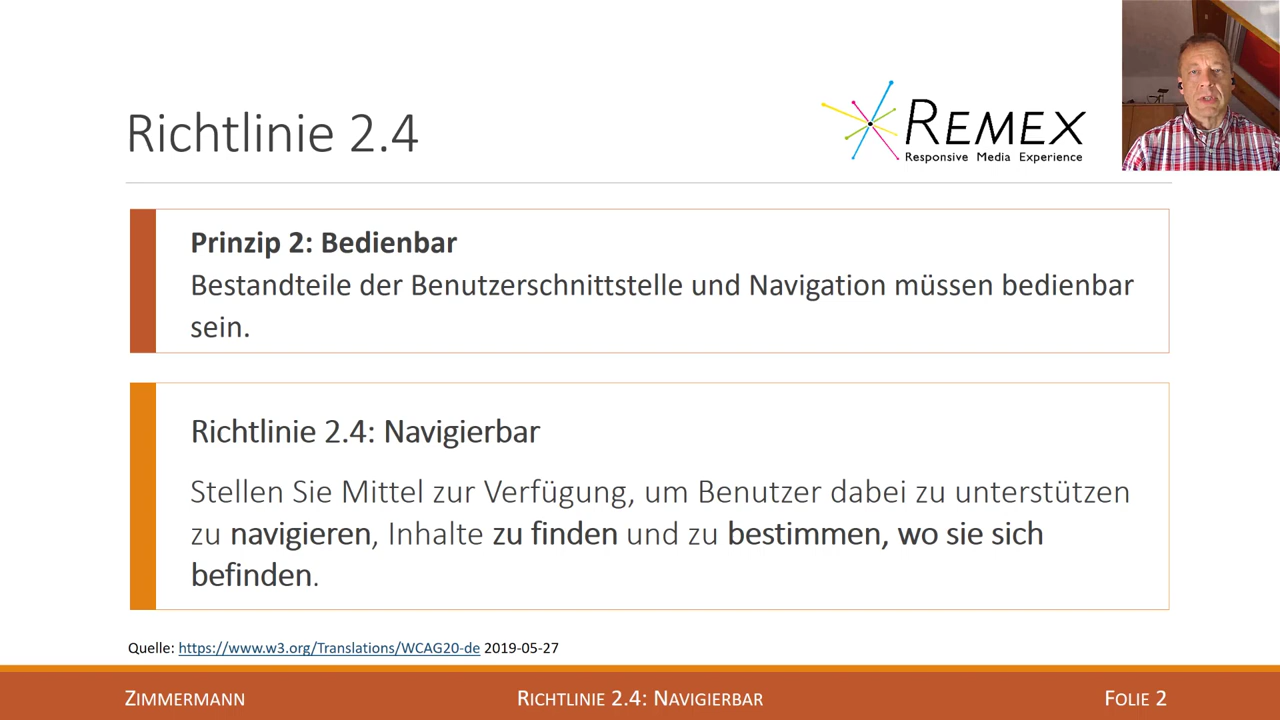 Richtlinie 2.4
REMEX
Responsive Media Experience
Prinzip 2: Bedienbar
Bestandteile der Benutzerschnittstelle und Navigation müssen bedienbar
sein.
Richtlinie 2.4: Navigierbar
Stellen Sie Mittel zur Verfügung, um Benutzer dabei zu unterstützen
zu navigieren, Inhalte zu finden und zu bestimmen, wo sie sich
befinden.
Quelle: https://www.w3.org/Translations/WCAG20-de 2019-05-27
ZIMMERMANN
RICHTLINIE 2.4: NAVIGIERBAR
FOLIE 2